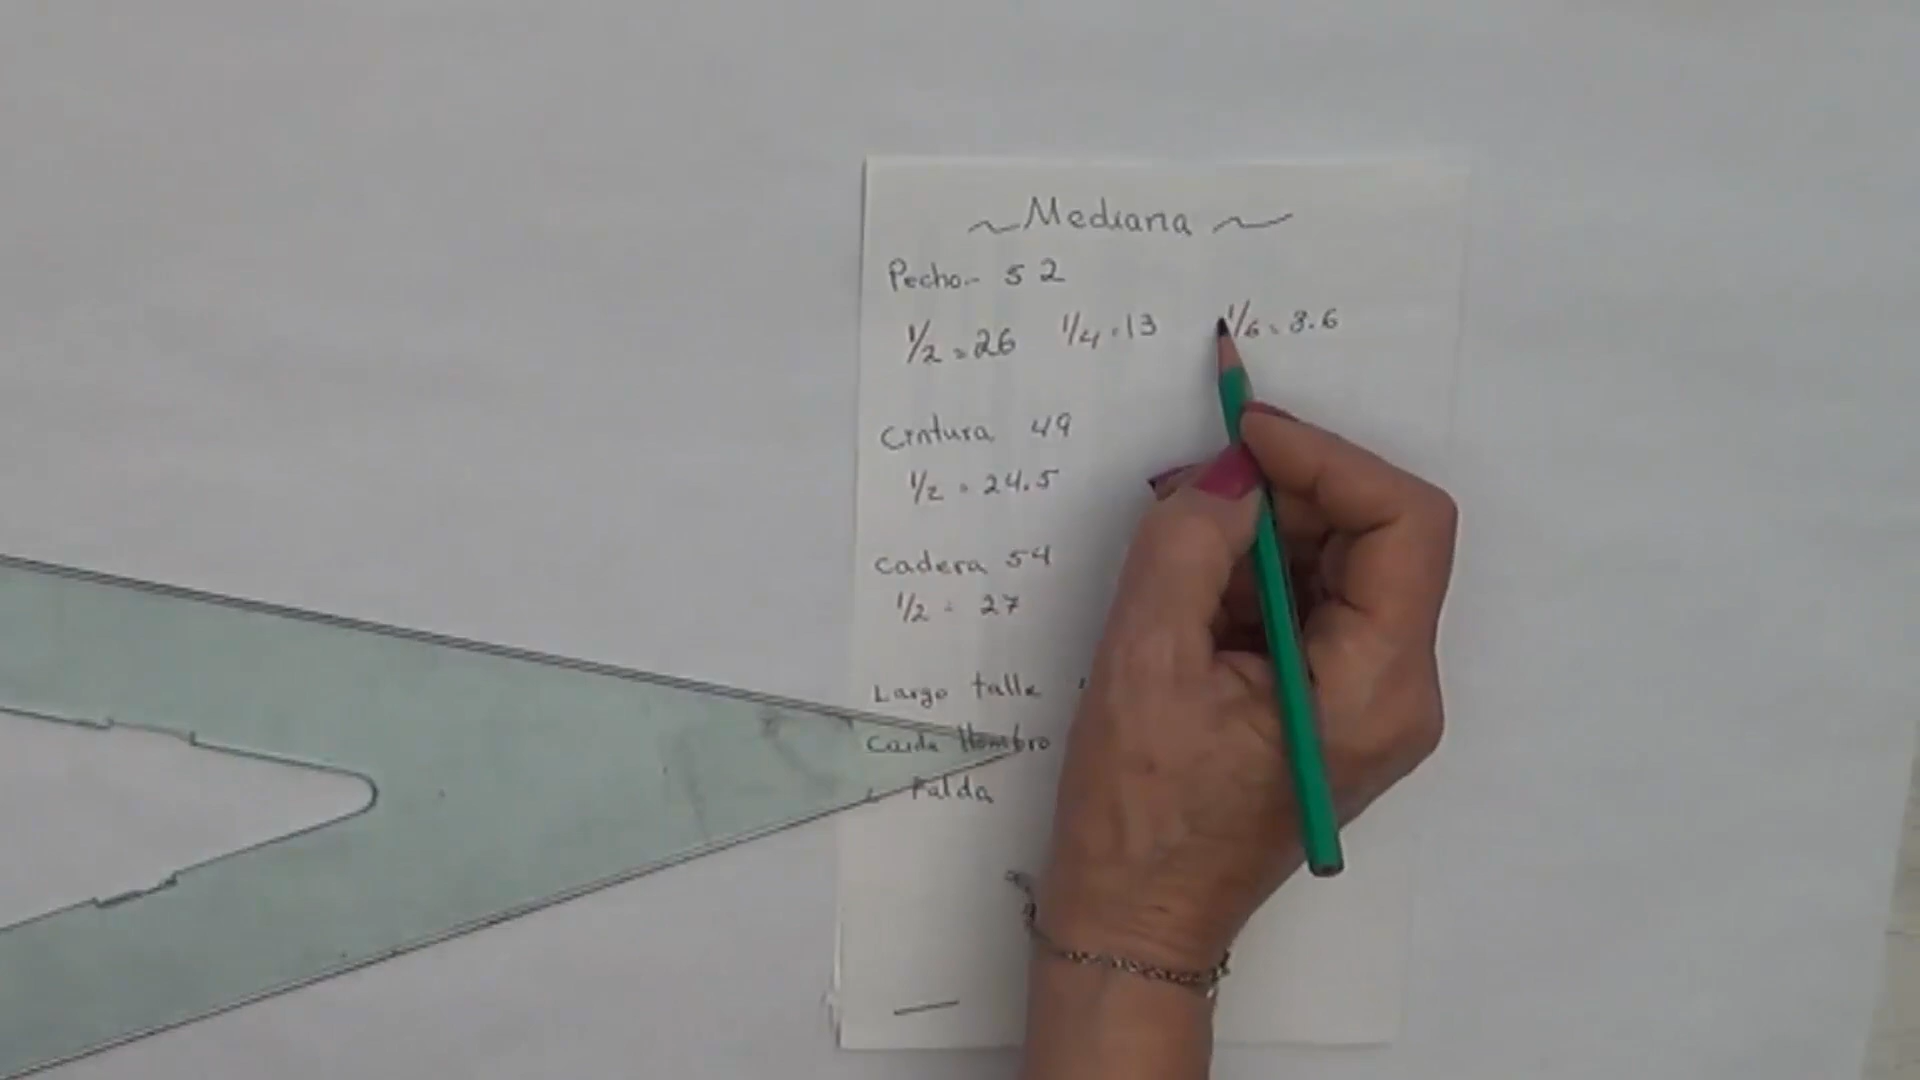 ~Mediana~
Pecho.- 52
1/2 = 26 1/4 = 13 1/6 = 8.6
Cintura 49
1/2 = 24.5
Cadera 54
1/2 = 27
Largo talle
Caida Hombro
L Falda